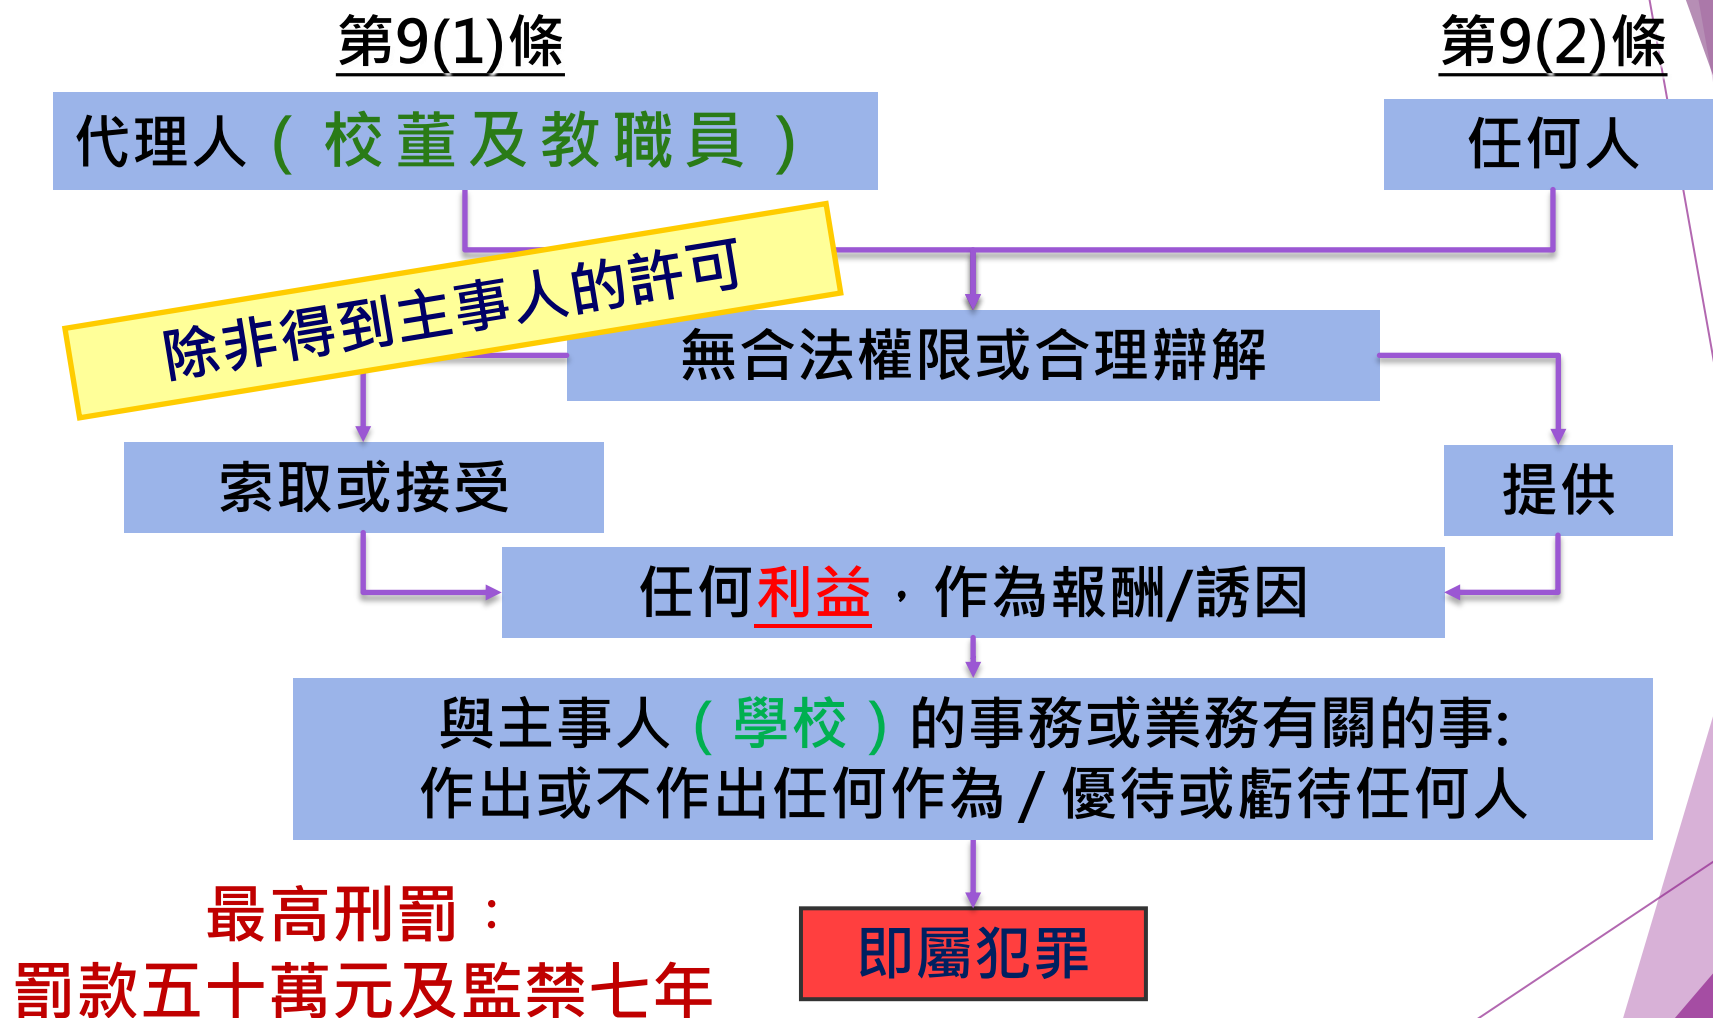 第9(1)條
第9(2)條
代理人(校董及教職員)
任何人
除非得到主事人的許可
無合法權限或合理辯解
索取或接受
提供
任何利益，作為報酬/誘因
與主事人(學校)的事務或業務有關的事:
作出或不作出任何作為/優待或虧待任何人
最高刑罰：
罰款五十萬元及監禁七年
即屬犯罪